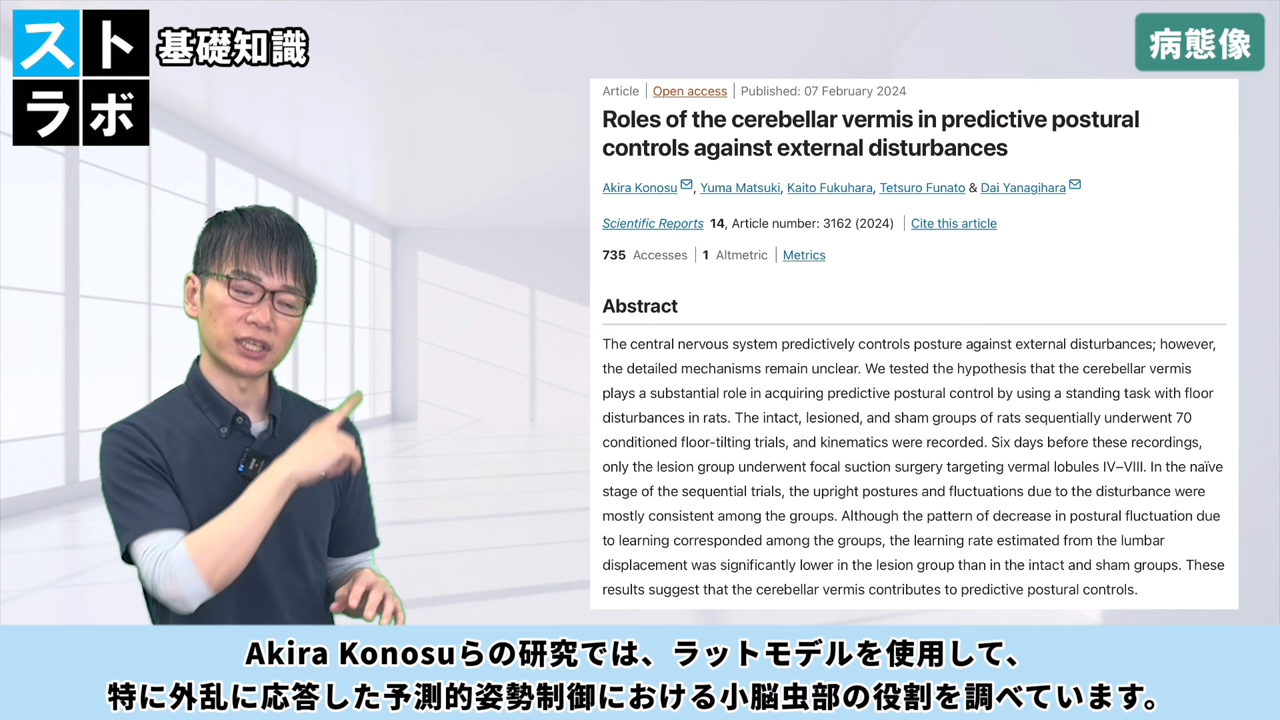 スト
ラボ
基礎知識
病態像
Article | Open access | Published: 07 February 2024
Roles of the cerebellar vermis in predictive postural
controls against external disturbances
Akira Konosu, Yuma Matsuki, Kaito Fukuhara, Tetsuro Funato & Dai Yanagihara
Scientific Reports 14, Article number: 3162 (2024) | Cite this article
735 Accesses | 1 Altmetric | Metrics
Abstract
The central nervous system predictively controls posture against external disturbances; however,
the detailed mechanisms remain unclear. We tested the hypothesis that the cerebellar vermis
plays a substantial role in acquiring predictive postural control by using a standing task with floor
disturbances in rats. The intact, lesioned, and sham groups of rats sequentially underwent 70
conditioned floor-tilting trials, and kinematics were recorded. Six days before these recordings,
only the lesion group underwent focal suction surgery targeting vermal lobules IV–VIII. In the naïve
stage of the sequential trials, the upright postures and fluctuations due to the disturbance were
mostly consistent among the groups. Although the pattern of decrease in postural fluctuation due
to learning corresponded among the groups, the learning rate estimated from the lumbar
displacement was significantly lower in the lesion group than in the intact and sham groups. These
results suggest that the cerebellar vermis contributes to predictive postural controls.
Akira Konosuらの研究では、ラットモデルを使用して、
特に外乱に応答した予測的姿勢制御における小脳虫部の役割を調べています。